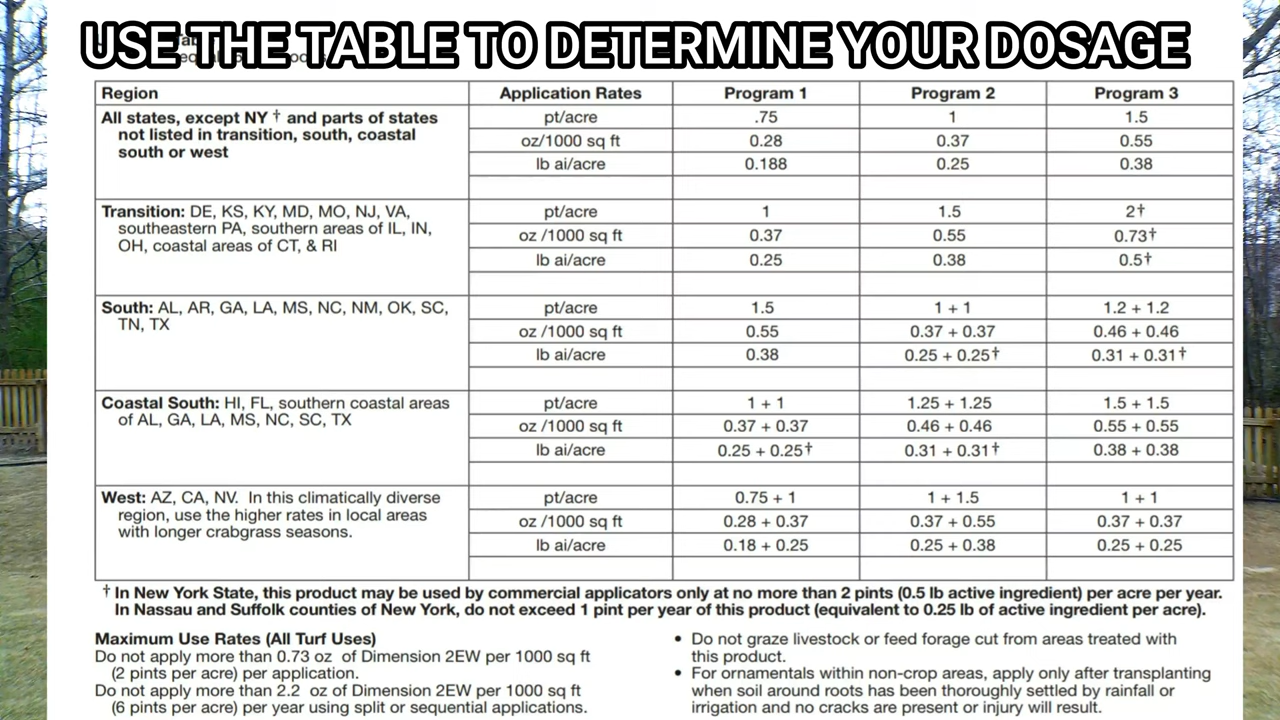 USE THE TABLE TO DETERMINE YOUR DOSAGE
Region Application Rates Program 1 Program 2 Program 3
All states, except NY † and parts of states
not listed in transition, south, coastal
south or west
pt/acre .75 1 1.5
oz/1000 sq ft 0.28 0.37 0.55
lb ai/acre 0.188 0.25 0.38
Transition: DE, KS, KY, MD, MO, NJ, VA,
southeastern PA, southern areas of IL, IN,
OH, coastal areas of CT, & RI
pt/acre 1 1.5 2†
oz /1000 sq ft 0.37 0.55 0.73†
lb ai/acre 0.25 0.38 0.5†
South: AL, AR, GA, LA, MS, NC, NM, OK, SC,
TN, TX
pt/acre 1.5 1 + 1 1.2 + 1.2
oz /1000 sq ft 0.55 0.37 + 0.37 0.46 + 0.46
lb ai/acre 0.38 0.25 + 0.25† 0.31 + 0.31†
Coastal South: HI, FL, southern coastal areas
of AL, GA, LA, MS, NC, SC, TX
pt/acre 1 + 1 1.25 + 1.25 1.5 + 1.5
oz /1000 sq ft 0.37 + 0.37 0.46 + 0.46 0.55 + 0.55
lb ai/acre 0.25 + 0.25† 0.31 + 0.31† 0.38 + 0.38
West: AZ, CA, NV. In this climatically diverse
region, use the higher rates in local areas
with longer crabgrass seasons.
pt/acre 0.75 + 1 1 + 1.5 1 + 1
oz /1000 sq ft 0.28 + 0.37 0.37 + 0.55 0.37 + 0.37
lb ai/acre 0.18 + 0.25 0.25 + 0.38 0.25 + 0.25
† In New York State, this product may be used by commercial applicators only at no more than 2 pints (0.5 lb active ingredient) per acre per year.
In Nassau and Suffolk counties of New York, do not exceed 1 pint per year of this product (equivalent to 0.25 lb of active ingredient per acre).
Maximum Use Rates (All Turf Uses)
Do not apply more than 0.73 oz of Dimension 2EW per 1000 sq ft
(2 pints per acre) per application.
Do not apply more than 2.2 oz of Dimension 2EW per 1000 sq ft
(6 pints per acre) per year using split or sequential applications.
• Do not graze livestock or feed forage cut from areas treated with
this product.
• For ornamentals within non-crop areas, apply only after transplanting
when soil around roots has been thoroughly settled by rainfall or
irrigation and no cracks are present or injury will result.